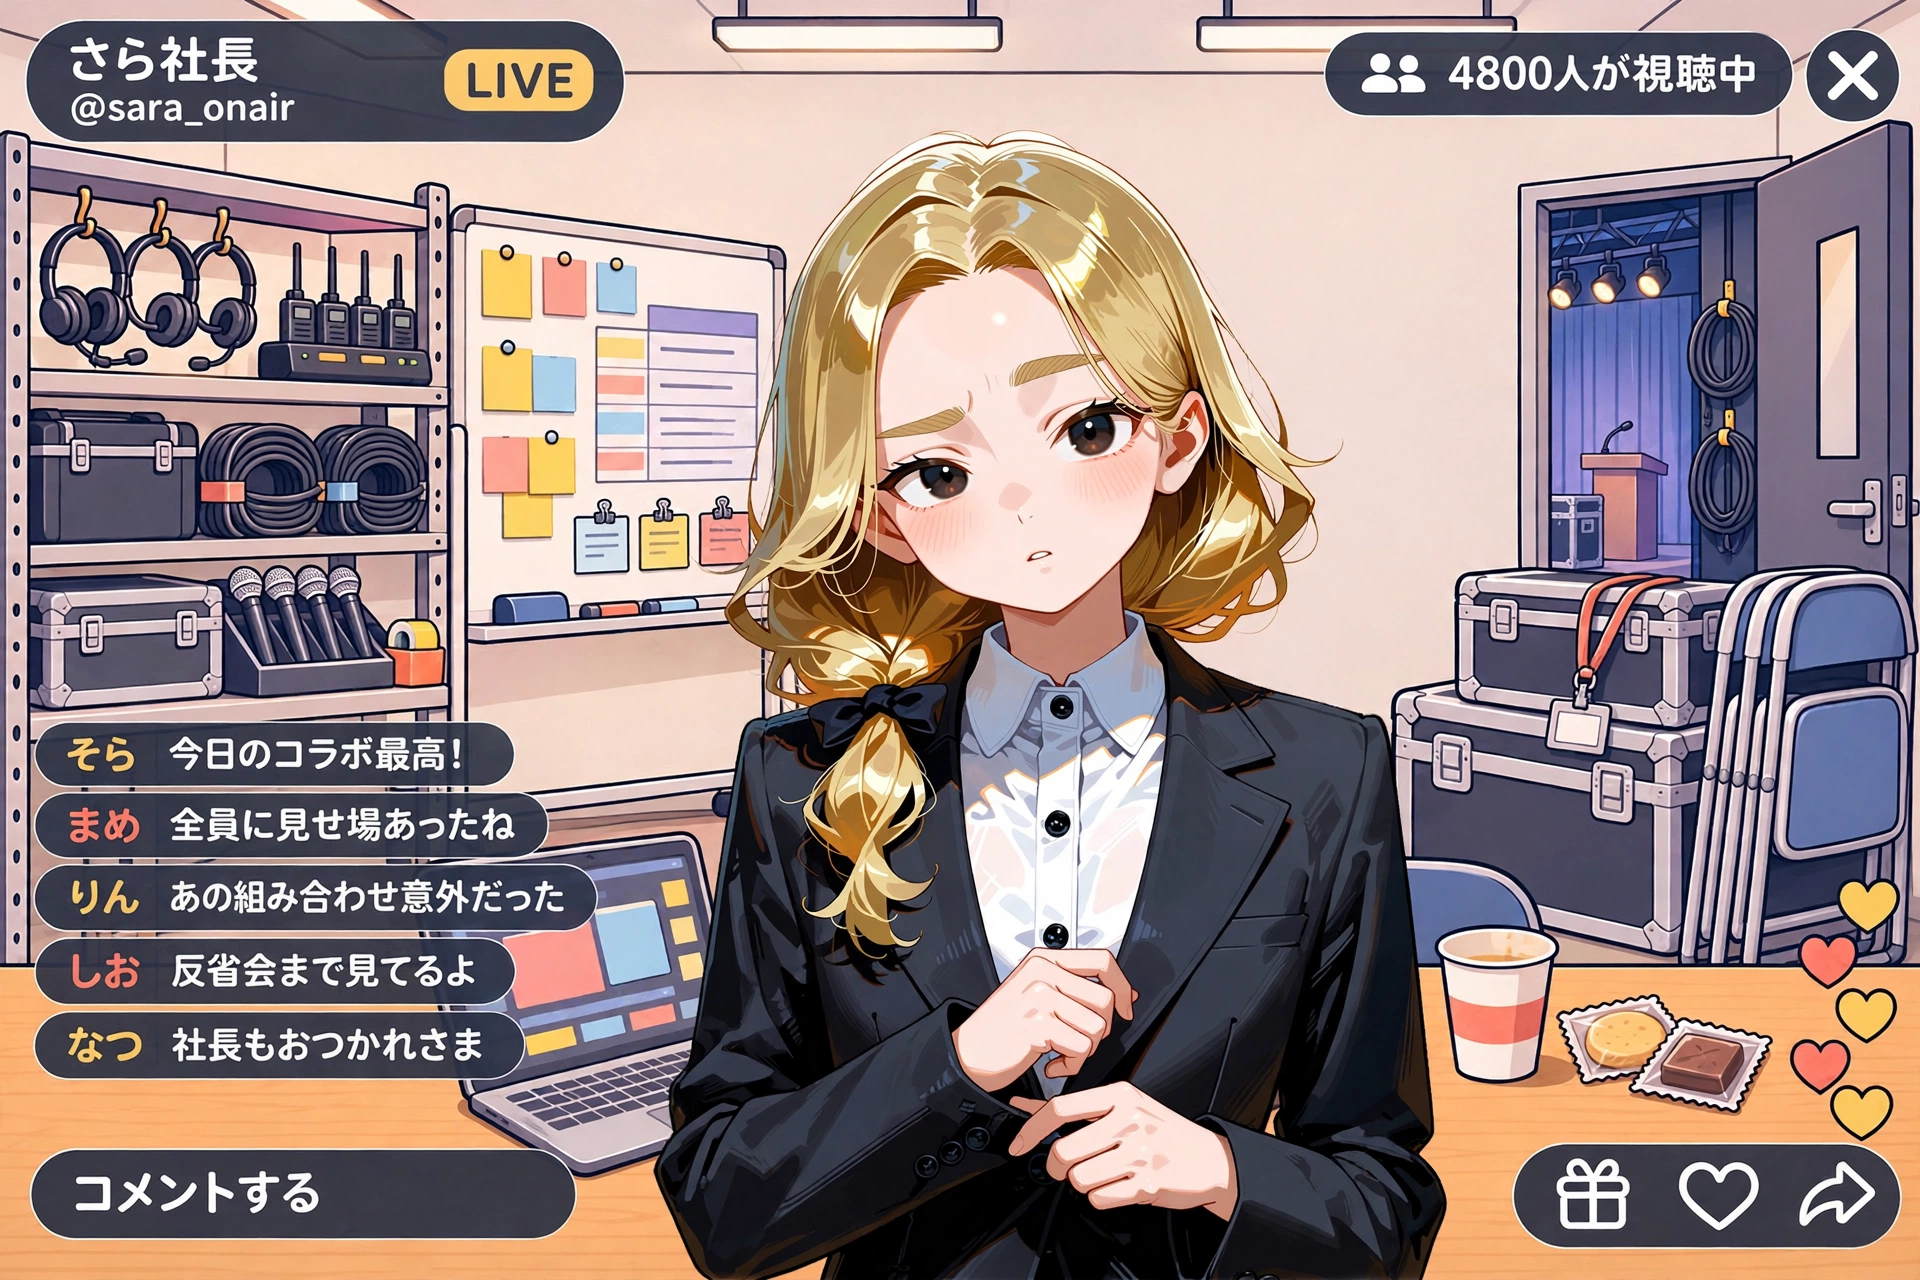 さら社長
@sara_onair
LIVE
4800人が視聴中
そら 今日のコラボ最高!
まめ 全員に見せ場あったね
りん あの組み合わせ意外だった
しお 反省会まで見てるよ
なつ 社長もおつかれさま
コメントする